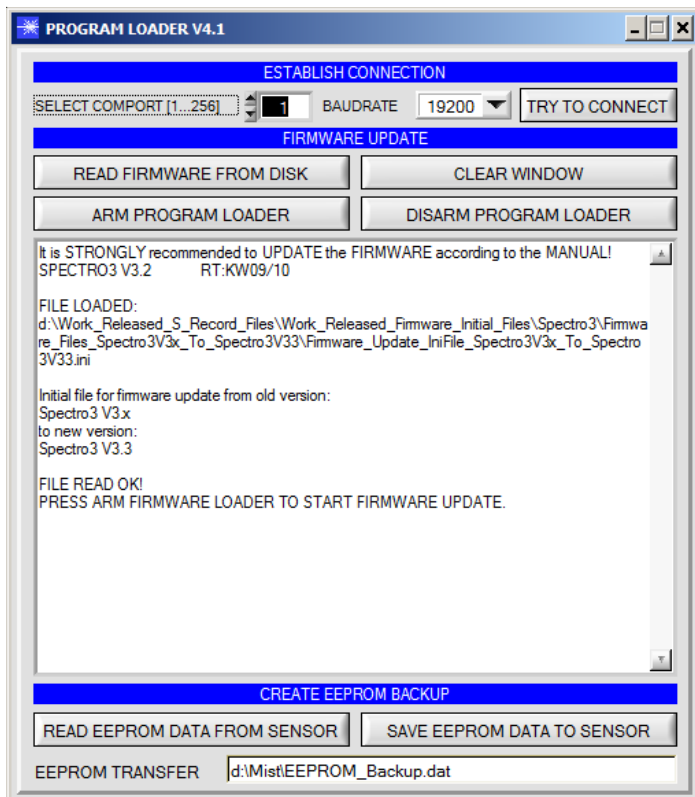 PROGRAM LOADER V4.1
ESTABLISH CONNECTION
SELECT COMPORT [1...256] 1 BAUDRATE 19200 TRY TO CONNECT
FIRMWARE UPDATE
READ FIRMWARE FROM DISK CLEAR WINDOW
ARM PROGRAM LOADER DISARM PROGRAM LOADER
It is STRONGLY recommended to UPDATE the FIRMWARE according to the MANUAL!
SPECTRO3 V3.2 RT:KW09/10
FILE LOADED:
d:\Work_Released_S_Record_Files\Work_Released_Firmware_Initial_Files\Spectro3\Firmwa
re_Files_Spectro3V3x_To_Spectro3V33\Firmware_Update_IniFile_Spectro3V3x_To_Spectro
3V33.ini
Initial file for firmware update from old version:
Spectro3 V3.x
to new version:
Spectro3 V3.3
FILE READ OK!
PRESS ARM FIRMWARE LOADER TO START FIRMWARE UPDATE.
CREATE EEPROM BACKUP
READ EEPROM DATA FROM SENSOR SAVE EEPROM DATA TO SENSOR
EEPROM TRANSFER d:\Mist\EEPROM_Backup.dat